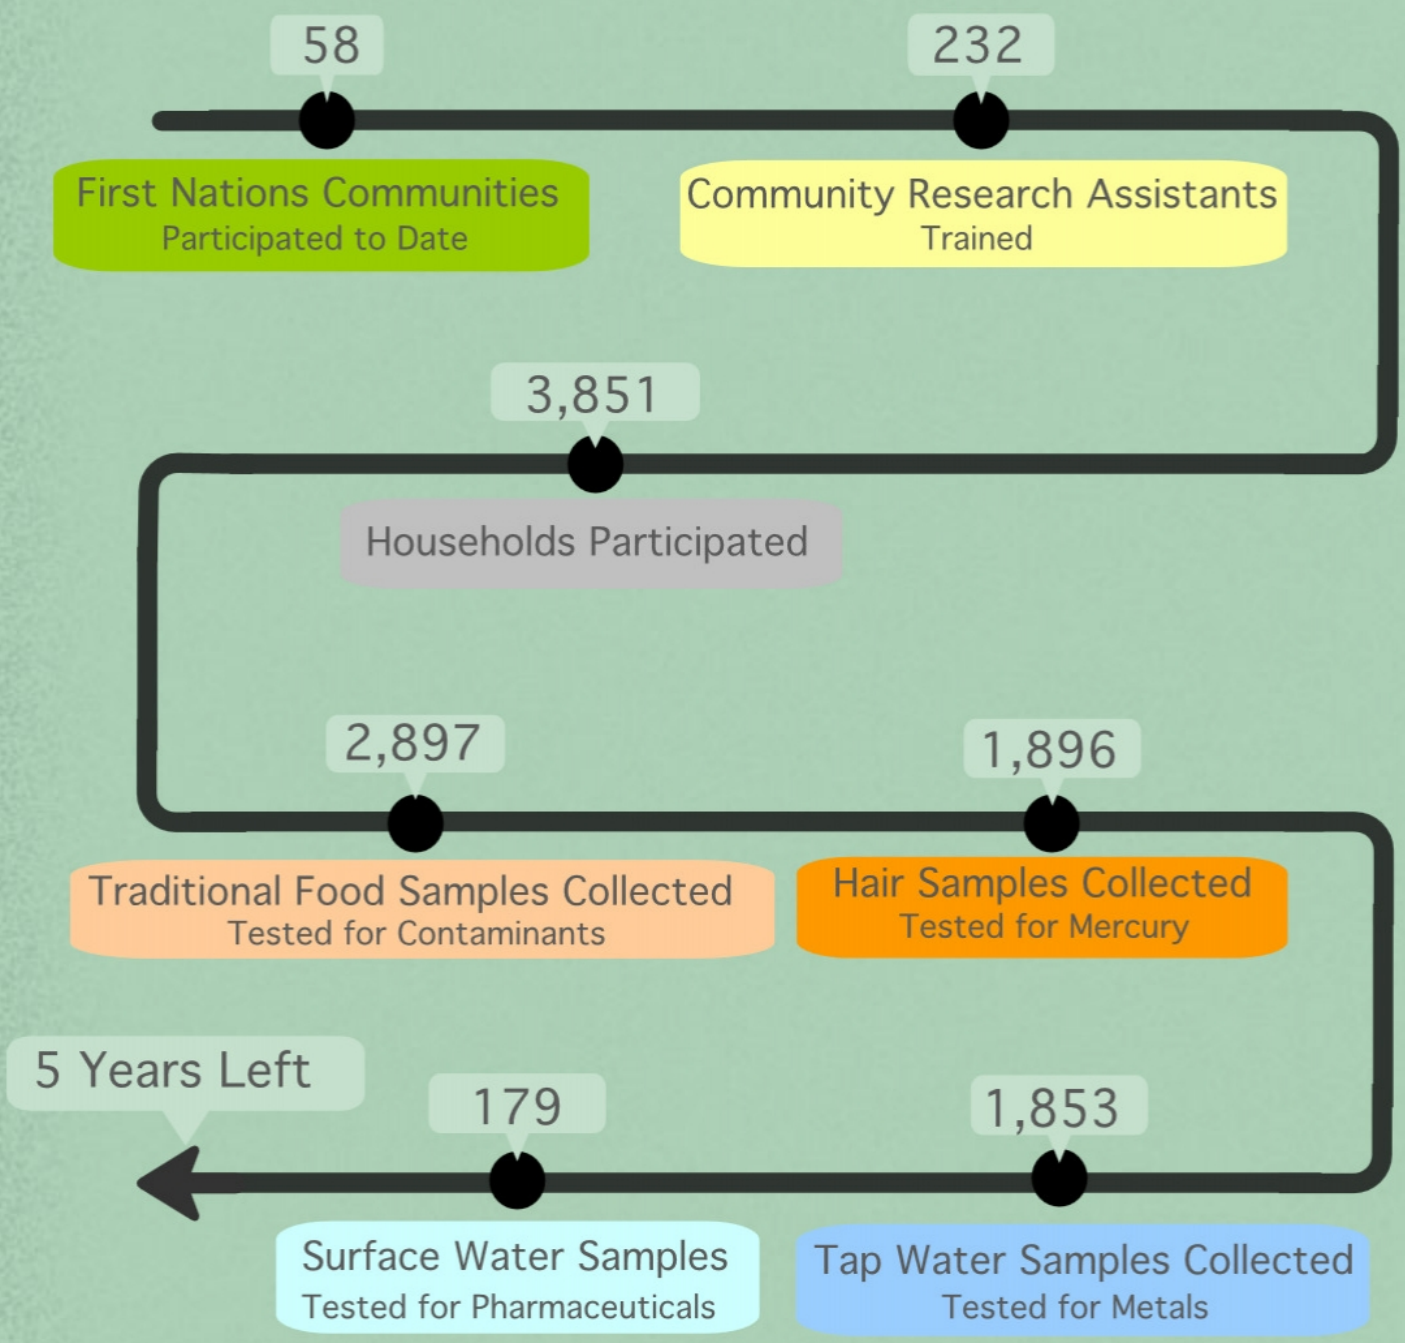 58
First Nations Communities
Participated to Date
232
Community Research Assistants
Trained
3,851
Households Participated
2,897
Traditional Food Samples Collected
Tested for Contaminants
1,896
Hair Samples Collected
Tested for Mercury
1,853
Tap Water Samples Collected
Tested for Metals
179
Surface Water Samples
Tested for Pharmaceuticals
5 Years Left